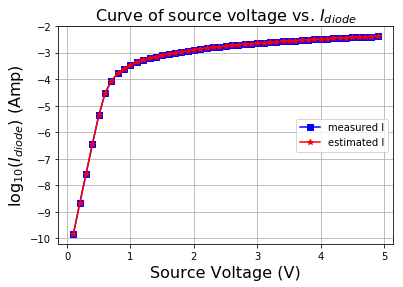 Curve of source voltage vs. I_diode
log₁₀(I_diode) (Amp)
−2
−3
−4
−5
−6
−7
−8
−9
−10
measured I
estimated I
0 1 2 3 4 5
Source Voltage (V)